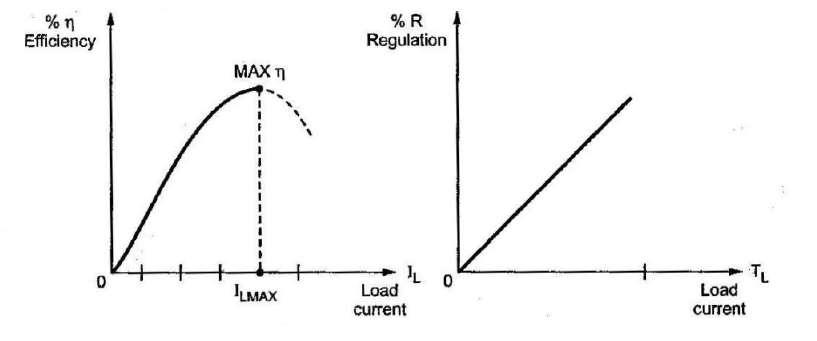 % η
Efficiency
MAX η
0
I_LMAX
I_L
Load
current
% R
Regulation
0
T_L
Load
current